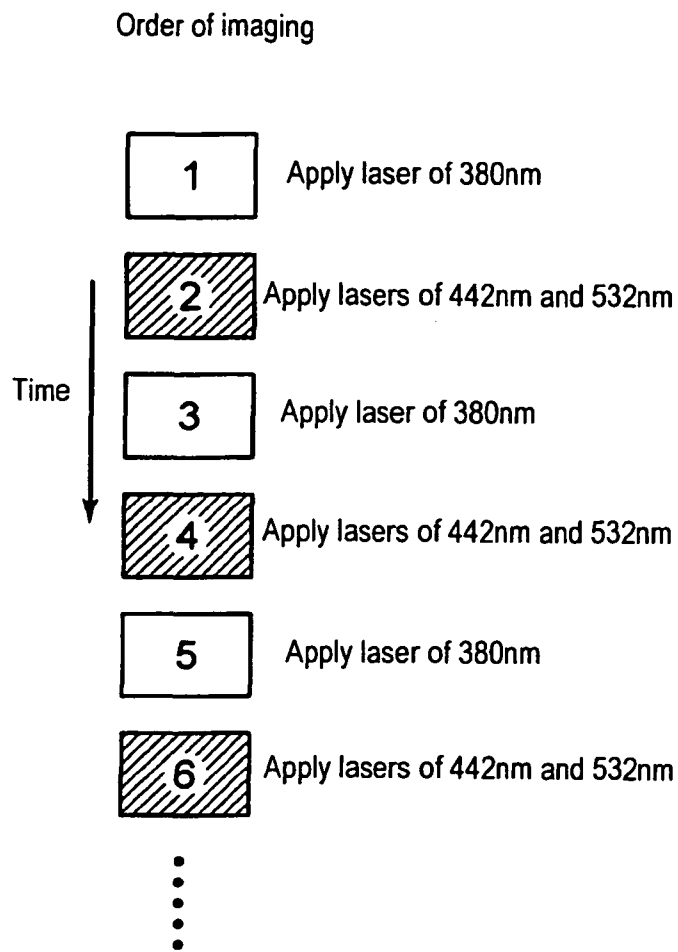 Order of imaging
1 Apply laser of 380nm
2 Apply lasers of 442nm and 532nm
Time
3 Apply laser of 380nm
4 Apply lasers of 442nm and 532nm
5 Apply laser of 380nm
6 Apply lasers of 442nm and 532nm